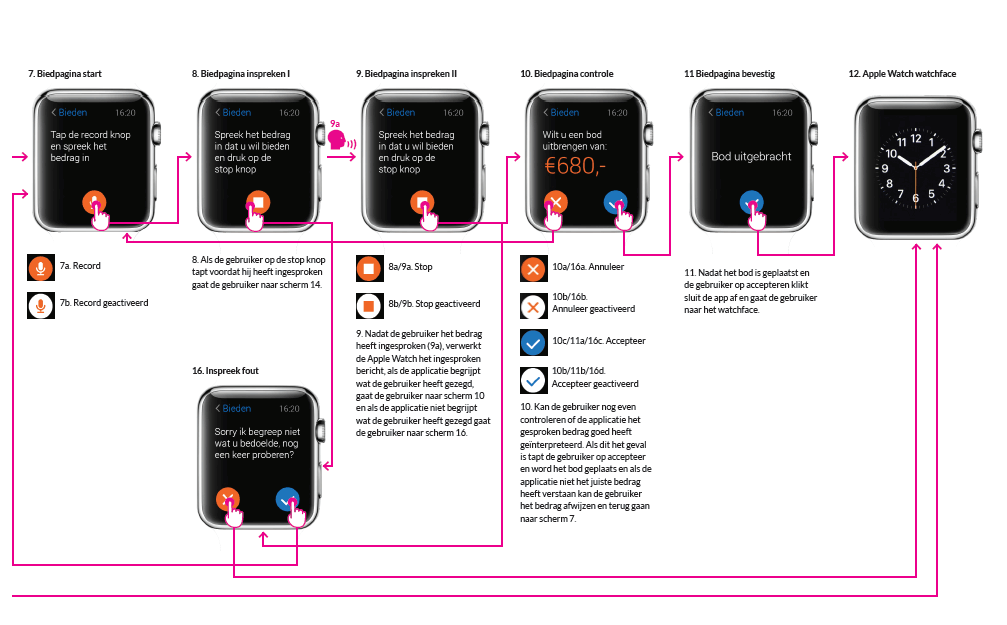 7. Biedpagina start
8. Biedpagina inspreken I
9. Biedpagina inspreken II
10. Biedpagina controle
11 Biedpagina bevestig
12. Apple Watch watchface
< Bieden 16:20
Tap de record knop
en spreek het
bedrag in
< Bieden 16:20
Spreek het bedrag
in dat u wil bieden
en druk op de
stop knop
9a
< Bieden 16:20
Spreek het bedrag
in dat u wil bieden
en druk op de
stop knop
< Bieden 16:20
Wilt u een bod
uitbrengen van:
€680,-
< Bieden 16:20
Bod uitgebracht
12
1
2
3
4
5
6
7
8
9
10
11
7a. Record
7b. Record geactiveerd
8. Als de gebruiker op de stop knop
tapt voordat hij heeft ingesproken
gaat de gebruiker naar scherm 14.
8a/9a. Stop
8b/9b. Stop geactiveerd
9. Nadat de gebruiker het bedrag
heeft ingesproken (9a), verwerkt
de Apple Watch het ingesproken
bericht, als de applicatie begrijpt
wat de gebruiker heeft gezegd,
gaat de gebruiker naar scherm 10
en als de applicatie niet begrijpt
wat de gebruiker heeft gezegd gaat
de gebruiker naar scherm 16.
10a/16a. Annuleer
10b/16b.
Annuleer geactiveerd
10c/11a/16c. Accepteer
10b/11b/16d.
Accepteer geactiveerd
10. Kan de gebruiker nog even
controleren of de applicatie het
gesproken bedrag goed heeft
geïnterpreteerd. Als dit het geval
is tapt de gebruiker op accepteer
en word het bod geplaats en als de
applicatie niet het juiste bedrag
heeft verstaan kan de gebruiker
het bedrag afwijzen en terug gaan
naar scherm 7.
11. Nadat het bod is geplaatst en
de gebruiker op accepteren klikt
sluit de app af en gaat de gebruiker
naar het watchface.
16. Inspreek fout
< Bieden 16:20
Sorry ik begreep niet
wat u bedoelde, nog
een keer proberen?